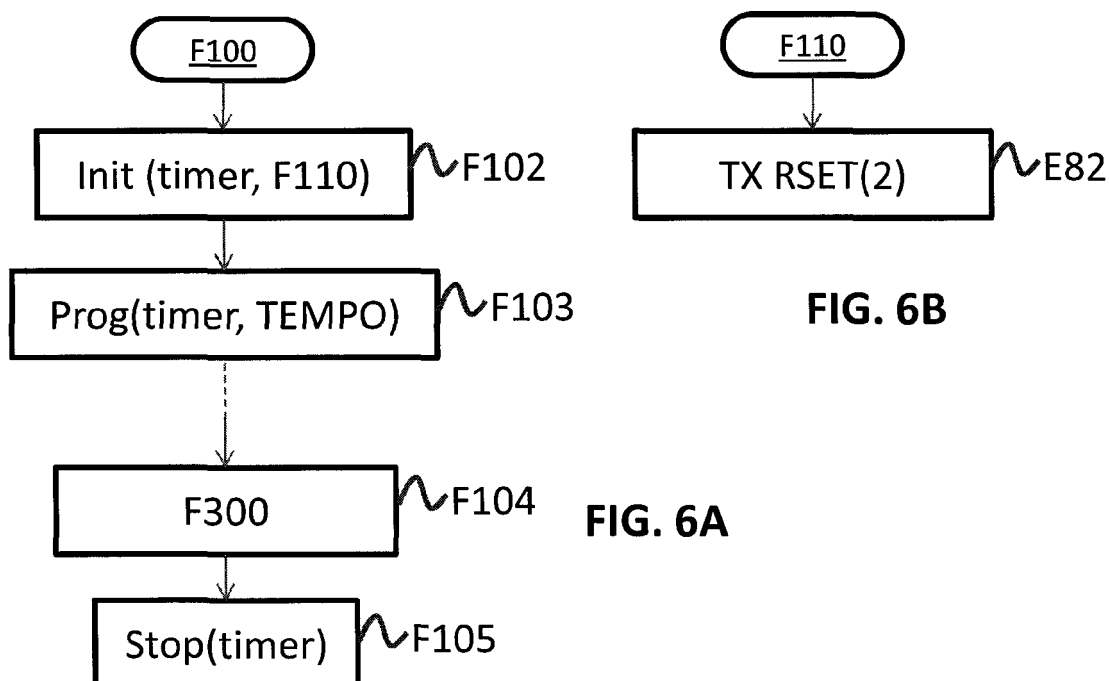 F100
Init (timer, F110)
F102
Prog(timer, TEMPO)
F103
F300
F104
FIG. 6A
Stop(timer)
F105
F110
TX RSET(2)
E82
FIG. 6B